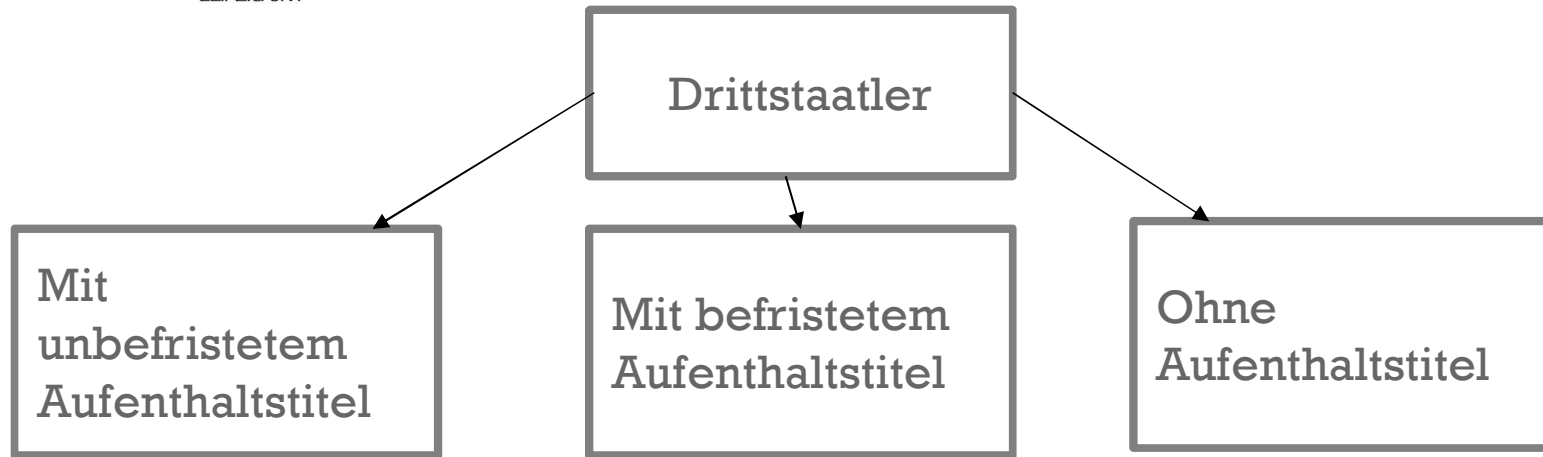 Drittstaatler
Mit
unbefristetem
Aufenthaltstitel
Mit befristetem
Aufenthaltstitel
Ohne
Aufenthaltstitel